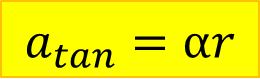 a_tan = αr